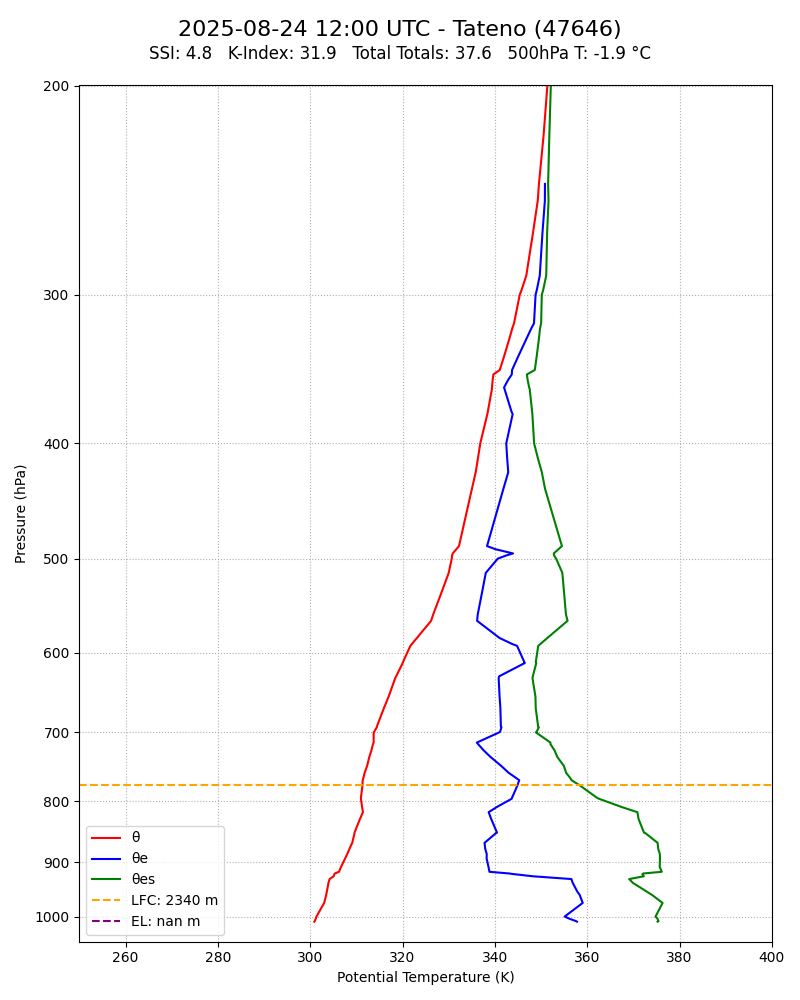 2025-08-24 12:00 UTC - Tateno (47646)
SSI: 4.8   K-Index: 31.9   Total Totals: 37.6   500hPa T: -1.9 °C
200
300
400
500
600
700
800
900
1000
Pressure (hPa)
θ
θe
θes
LFC: 2340 m
EL: nan m
260
280
300
320
340
360
380
400
Potential Temperature (K)